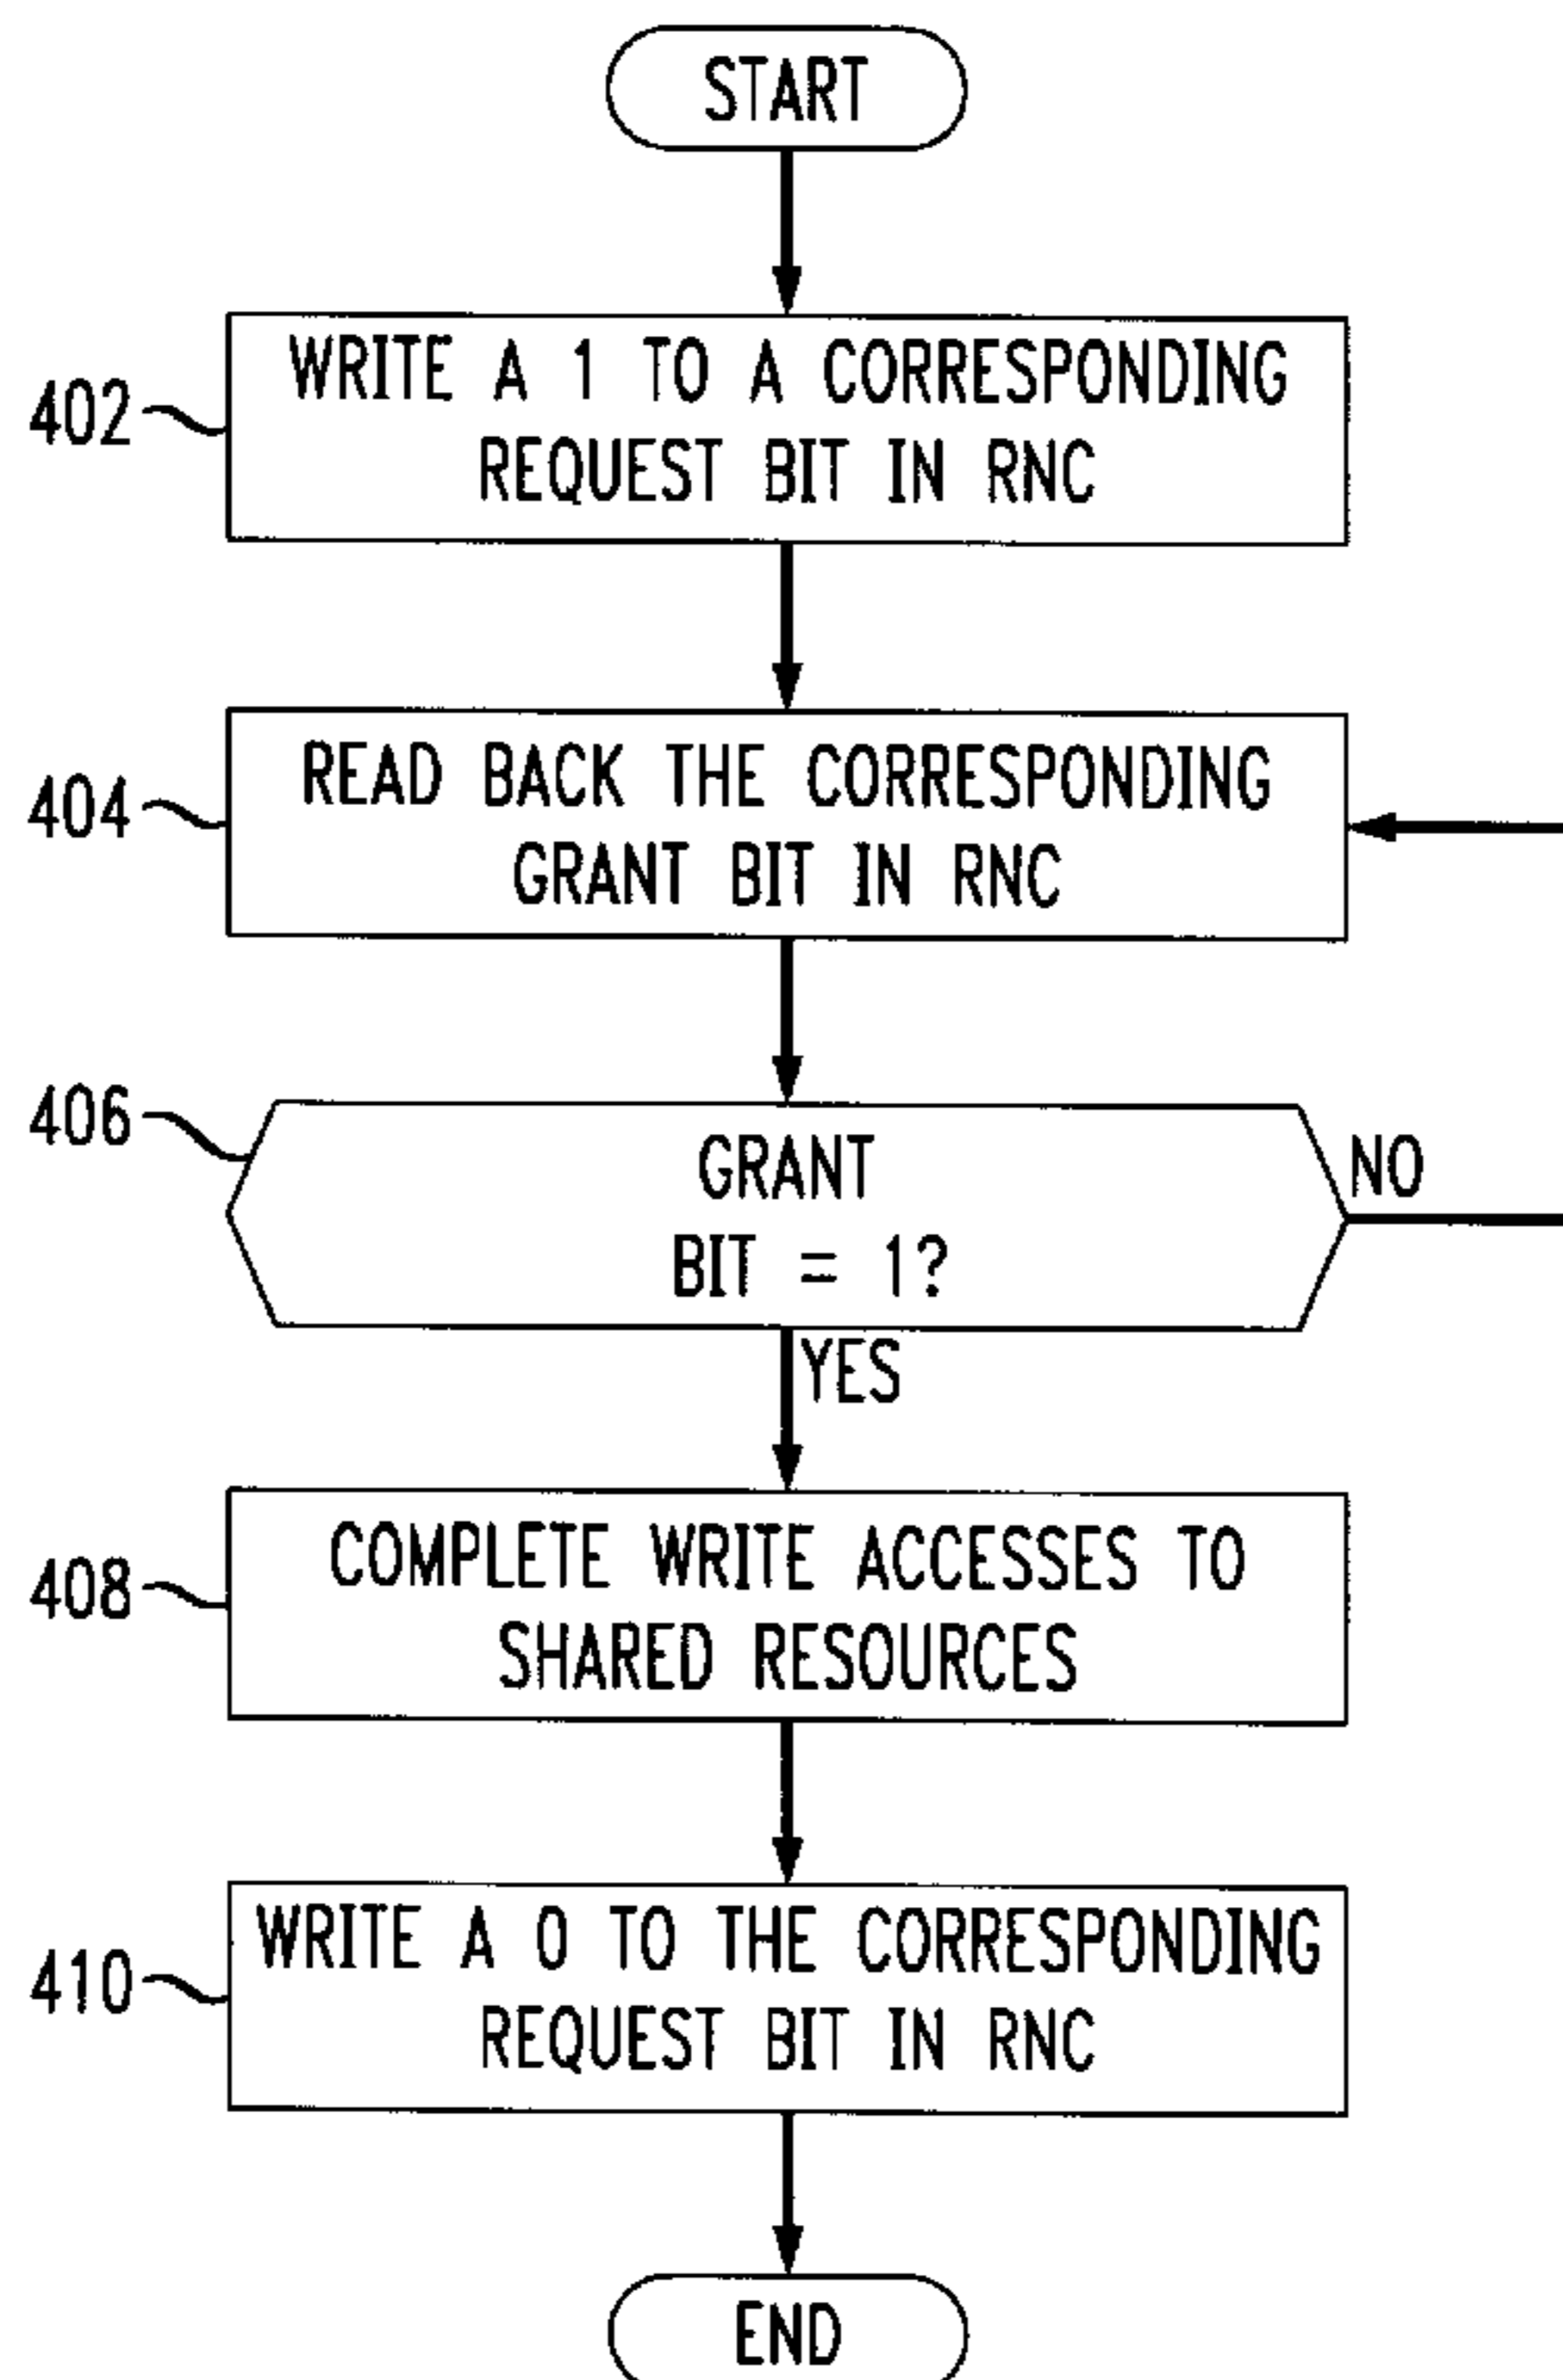 START
402
WRITE A 1 TO A CORRESPONDING
REQUEST BIT IN RNC
404
READ BACK THE CORRESPONDING
GRANT BIT IN RNC
406
GRANT
BIT = 1?
NO
YES
408
COMPLETE WRITE ACCESSES TO
SHARED RESOURCES
410
WRITE A 0 TO THE CORRESPONDING
REQUEST BIT IN RNC
END